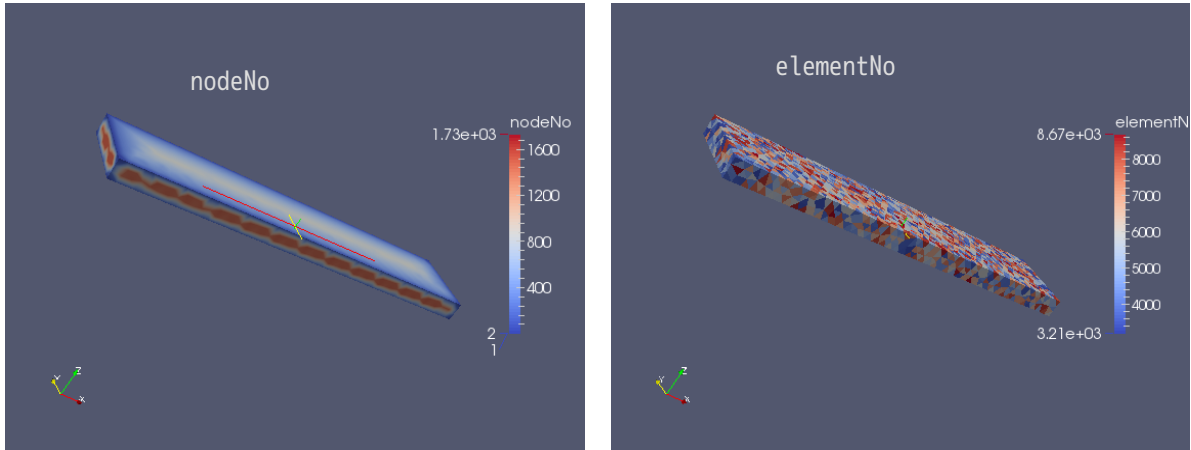 nodeNo
nodeNo
1.73e+03
1600
1200
800
400
2
1
Y
Z
X
elementNo
elementN
8.67e+03
8000
7000
6000
5000
4000
3.21e+03
Y
Z
X